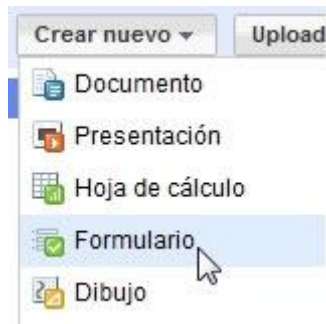 Crear nuevo Upload
Documento
Presentación
Hoja de cálculo
Formulario
Dibujo